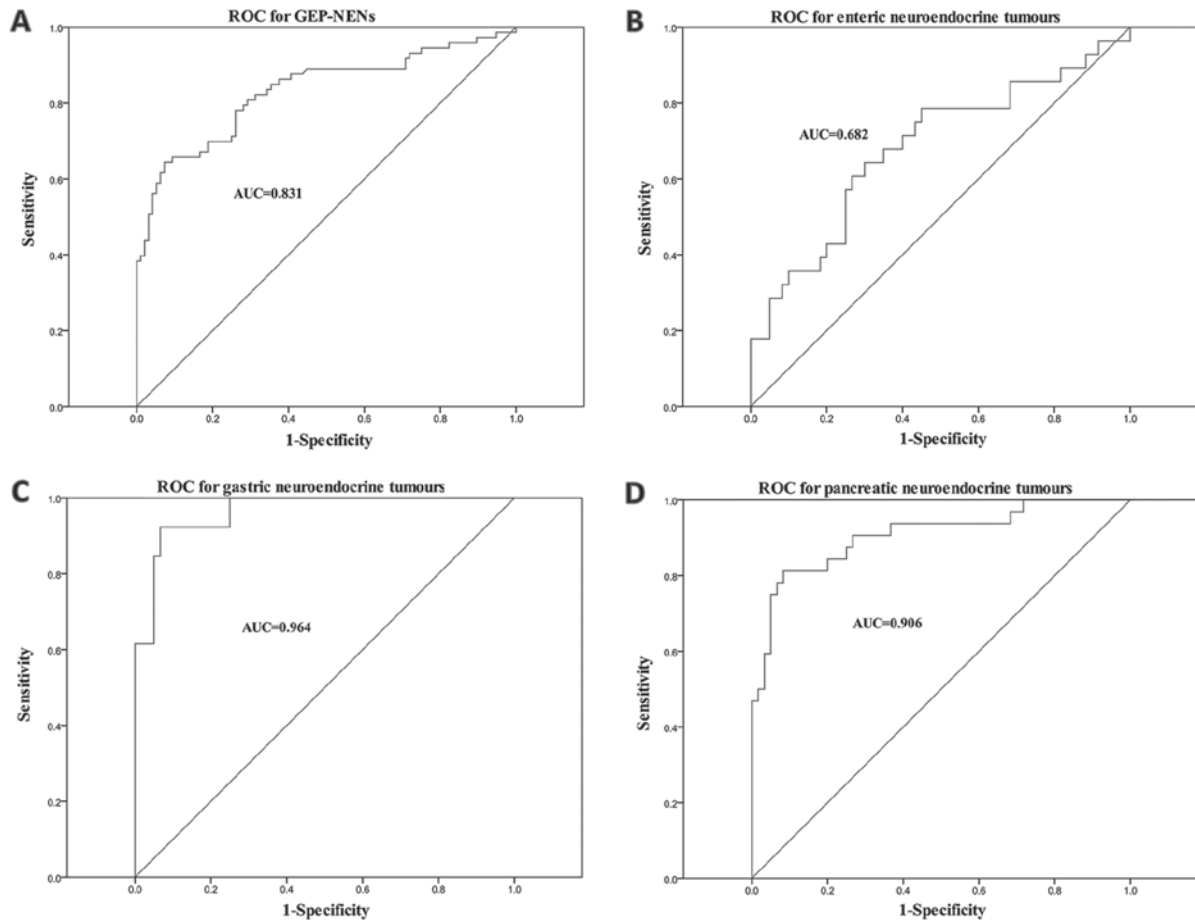 A
ROC for GEP-NENs
1.0
0.8
0.6
0.4
0.2
0.0
Sensitivity
AUC=0.831
0.0 0.2 0.4 0.6 0.8 1.0
1-Specificity
B
ROC for enteric neuroendocrine tumours
1.0
0.8
0.6
0.4
0.2
0.0
Sensitivity
AUC=0.682
0.0 0.2 0.4 0.6 0.8 1.0
1-Specificity
C
ROC for gastric neuroendocrine tumours
1.0
0.8
0.6
0.4
0.2
0.0
Sensitivity
AUC=0.964
0.0 0.2 0.4 0.6 0.8 1.0
1-Specificity
D
ROC for pancreatic neuroendocrine tumours
1.0
0.8
0.6
0.4
0.2
0.0
Sensitivity
AUC=0.906
0.0 0.2 0.4 0.6 0.8 1.0
1-Specificity